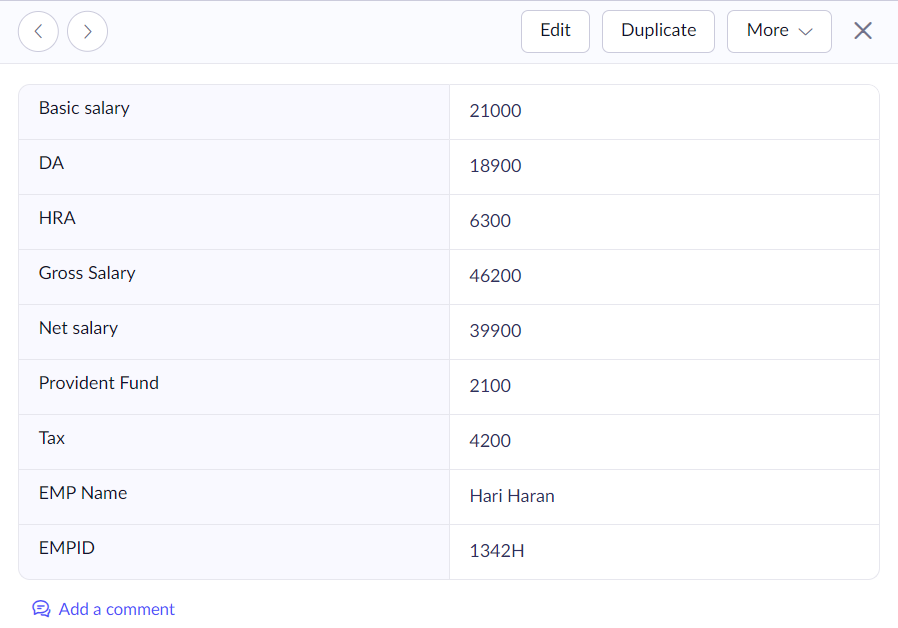 Edit Duplicate More
Basic salary 21000
DA 18900
HRA 6300
Gross Salary 46200
Net salary 39900
Provident Fund 2100
Tax 4200
EMP Name Hari Haran
EMPID 1342H
Add a comment